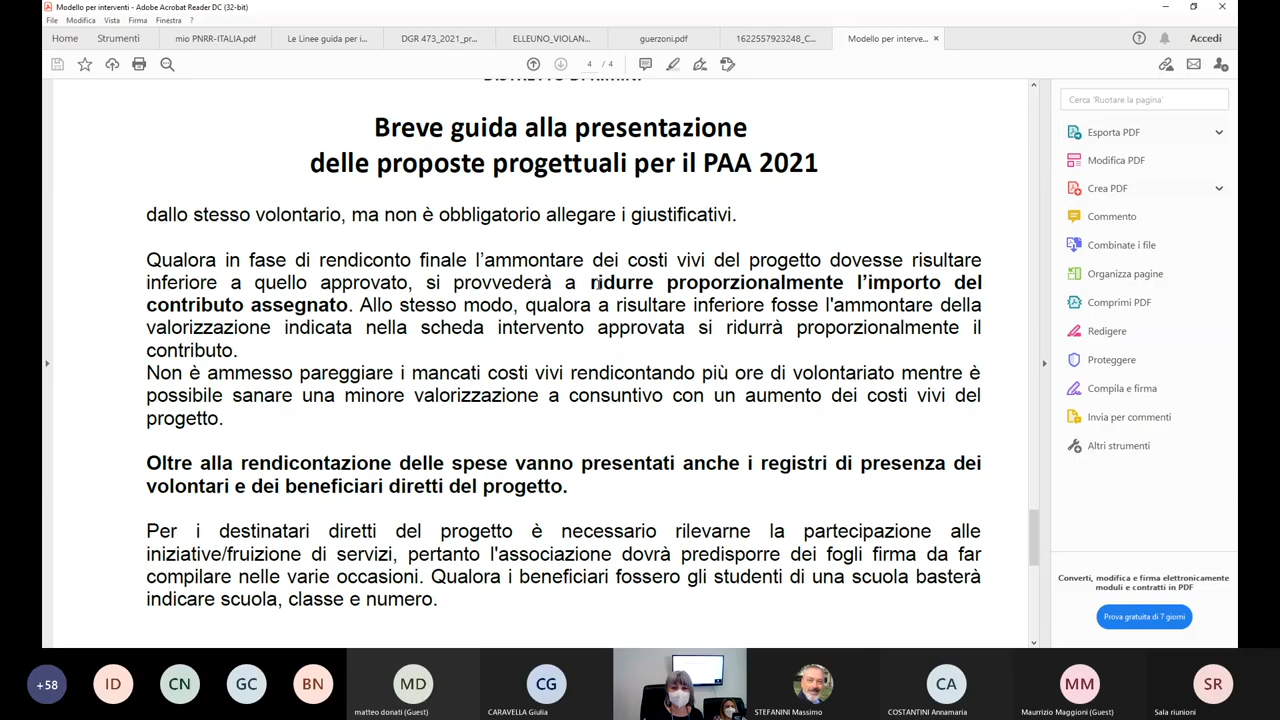 Modello per interventi - Adobe Acrobat Reader DC (32-bit)
File Modifica Vista Firma Finestra ?
Home Strumenti mio PNRR-ITALIA.pdf Le Linee guida per i... DGR 473_2021_pr... ELLEUNO_VIOLAN... guerzoni.pdf 1622557923248_C... Modello per interve... × Accedi
4 / 4
Cerca 'Ruotare la pagina'
Breve guida alla presentazione
delle proposte progettuali per il PAA 2021
dallo stesso volontario, ma non è obbligatorio allegare i giustificativi.
Qualora in fase di rendiconto finale l’ammontare dei costi vivi del progetto dovesse risultare
inferiore a quello approvato, si provvederà a ridurre proporzionalmente l’importo del
contributo assegnato. Allo stesso modo, qualora a risultare inferiore fosse l'ammontare della
valorizzazione indicata nella scheda intervento approvata si ridurrà proporzionalmente il
contributo.
Non è ammesso pareggiare i mancati costi vivi rendicontando più ore di volontariato mentre è
possibile sanare una minore valorizzazione a consuntivo con un aumento dei costi vivi del
progetto.
Oltre alla rendicontazione delle spese vanno presentati anche i registri di presenza dei
volontari e dei beneficiari diretti del progetto.
Per i destinatari diretti del progetto è necessario rilevarne la partecipazione alle
iniziative/fruizione di servizi, pertanto l'associazione dovrà predisporre dei fogli firma da far
compilare nelle varie occasioni. Qualora i beneficiari fossero gli studenti di una scuola basterà
indicare scuola, classe e numero.
Esporta PDF
Modifica PDF
Crea PDF
Commento
Combinate i file
Organizza pagine
Comprimi PDF
Redigere
Proteggere
Compila e firma
Invia per commenti
Altri strumenti
Converti, modifica e firma elettronicamente
moduli e contratti in PDF
Prova gratuita di 7 giorni
+58 ID CN GC BN MD CG CA MM SR
matteo donati (Guest) CARAVELLA Giulia STEFANINI Massimo COSTANTINI Annamaria Maurizio Maggioni (Guest) Sala riunioni